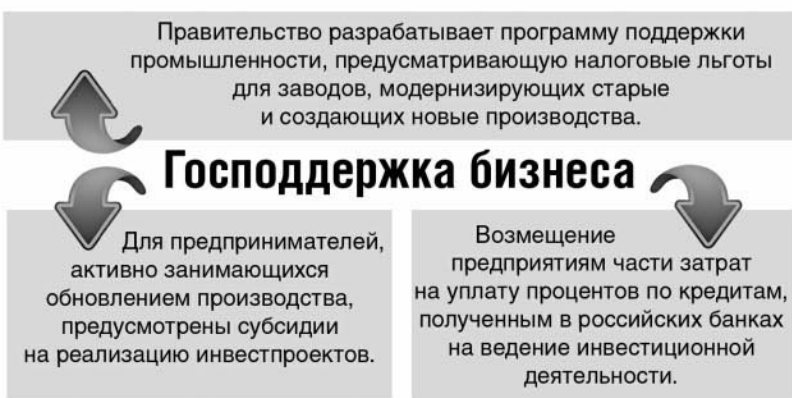 Правительство разрабатывает программу поддержки
промышленности, предусматривающую налоговые льготы
для заводов, модернизирующих старые
и создающих новые производства.
Господдержка бизнеса
Для предпринимателей,
активно занимающихся
обновлением производства,
предусмотрены субсидии
на реализацию инвестпроектов.
Возмещение
предприятиям части затрат
на уплату процентов по кредитам,
полученным в российских банках
на ведение инвестиционной
деятельности.